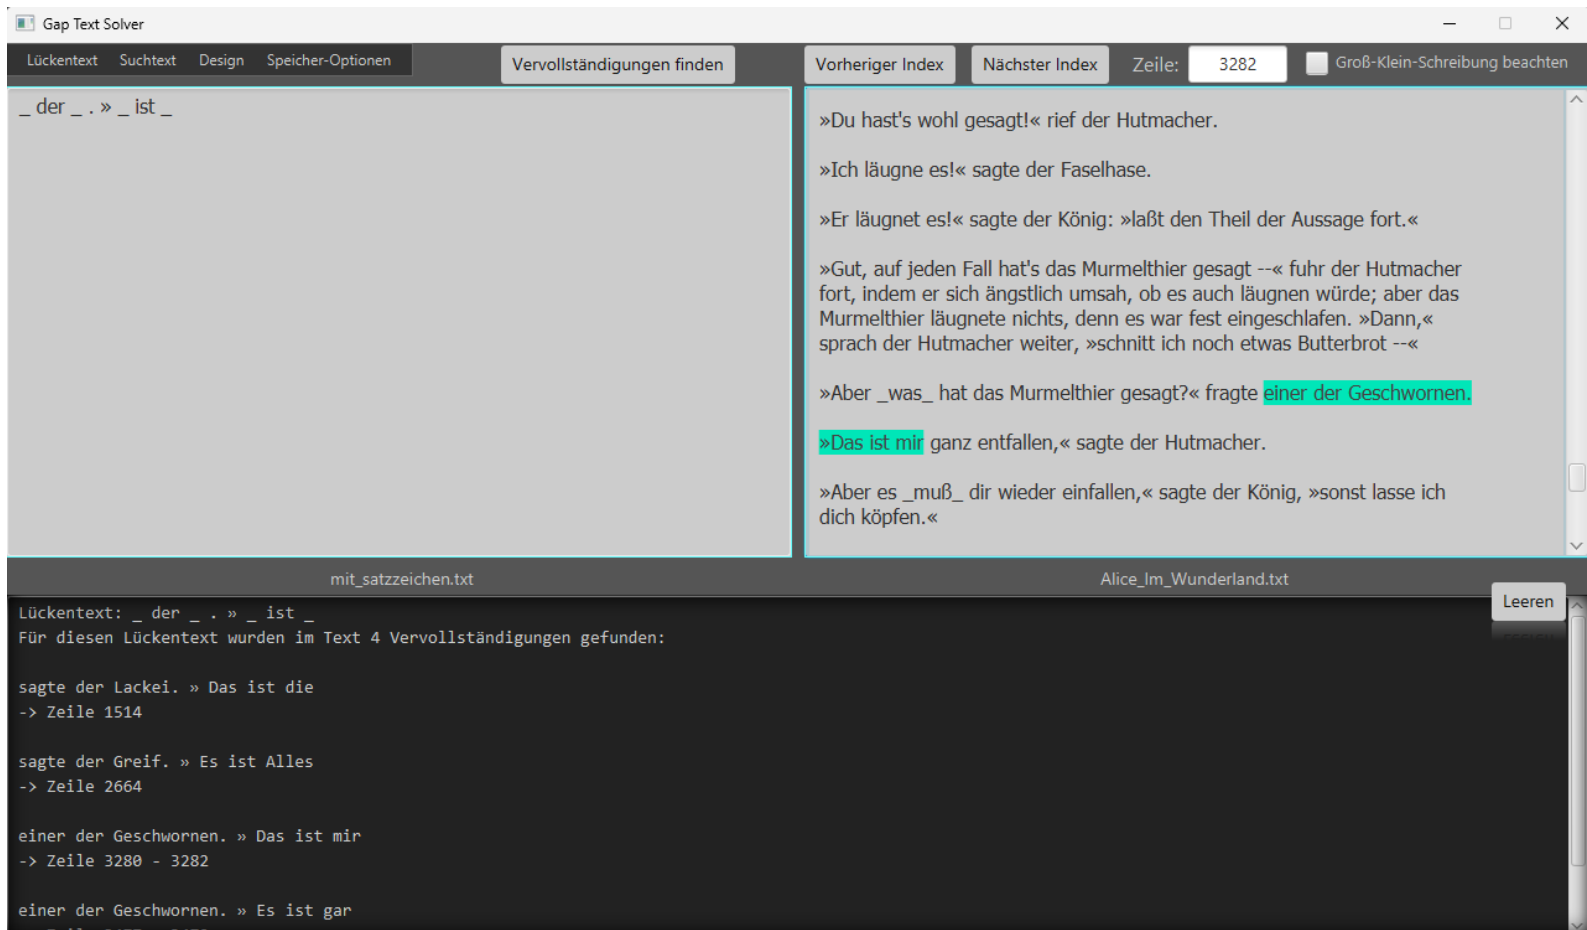 Gap Text Solver
Lückentext Suchtext Design Speicher-Optionen Vervollständigungen finden Vorheriger Index Nächster Index Zeile: 3282 Groß-Klein-Schreibung beachten
_ der _ . » _ ist _
»Du hast's wohl gesagt!« rief der Hutmacher.
»Ich läugne es!« sagte der Faselhase.
»Er läugnet es!« sagte der König: »laßt den Theil der Aussage fort.«
»Gut, auf jeden Fall hat's das Murmelthier gesagt --« fuhr der Hutmacher
fort, indem er sich ängstlich umsah, ob es auch läugnen würde; aber das
Murmelthier läugnete nichts, denn es war fest eingeschlafen. »Dann,«
sprach der Hutmacher weiter, »schnitt ich noch etwas Butterbrot --«
»Aber _was_ hat das Murmelthier gesagt?« fragte einer der Geschwornen.
»Das ist mir ganz entfallen,« sagte der Hutmacher.
»Aber es _muß_ dir wieder einfallen,« sagte der König, »sonst lasse ich
dich köpfen.«
mit_satzzeichen.txt
Alice_Im_Wunderland.txt
Leeren
Lückentext: _ der _ . » _ ist _
Für diesen Lückentext wurden im Text 4 Vervollständigungen gefunden:
sagte der Lackei. » Das ist die
-> Zeile 1514
sagte der Greif. » Es ist Alles
-> Zeile 2664
einer der Geschwornen. » Das ist mir
-> Zeile 3280 - 3282
einer der Geschwornen. » Es ist gar